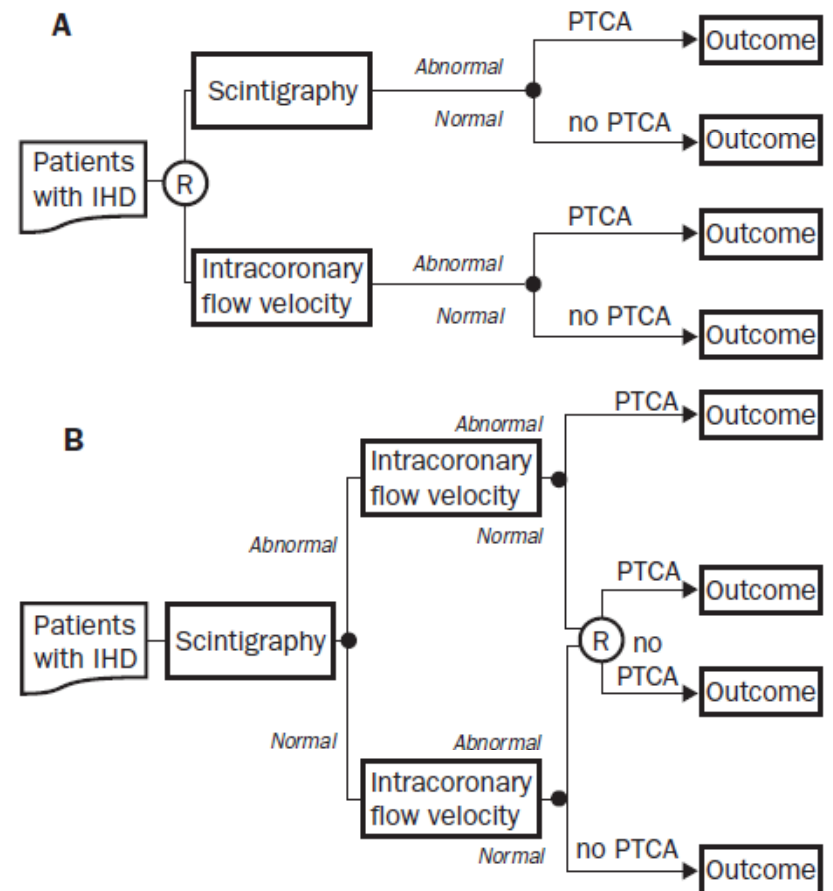 A
PTCA
Outcome
Abnormal
Scintigraphy
Normal
no PTCA
Outcome
Patients
with IHD
R
PTCA
Outcome
Intracoronary
flow velocity
Abnormal
Normal
no PTCA
Outcome
B
PTCA
Outcome
Abnormal
Intracoronary
flow velocity
Normal
Abnormal
PTCA
Outcome
Patients
with IHD
Scintigraphy
R
no
PTCA
Outcome
Normal
Abnormal
Intracoronary
flow velocity
Normal
no PTCA
Outcome